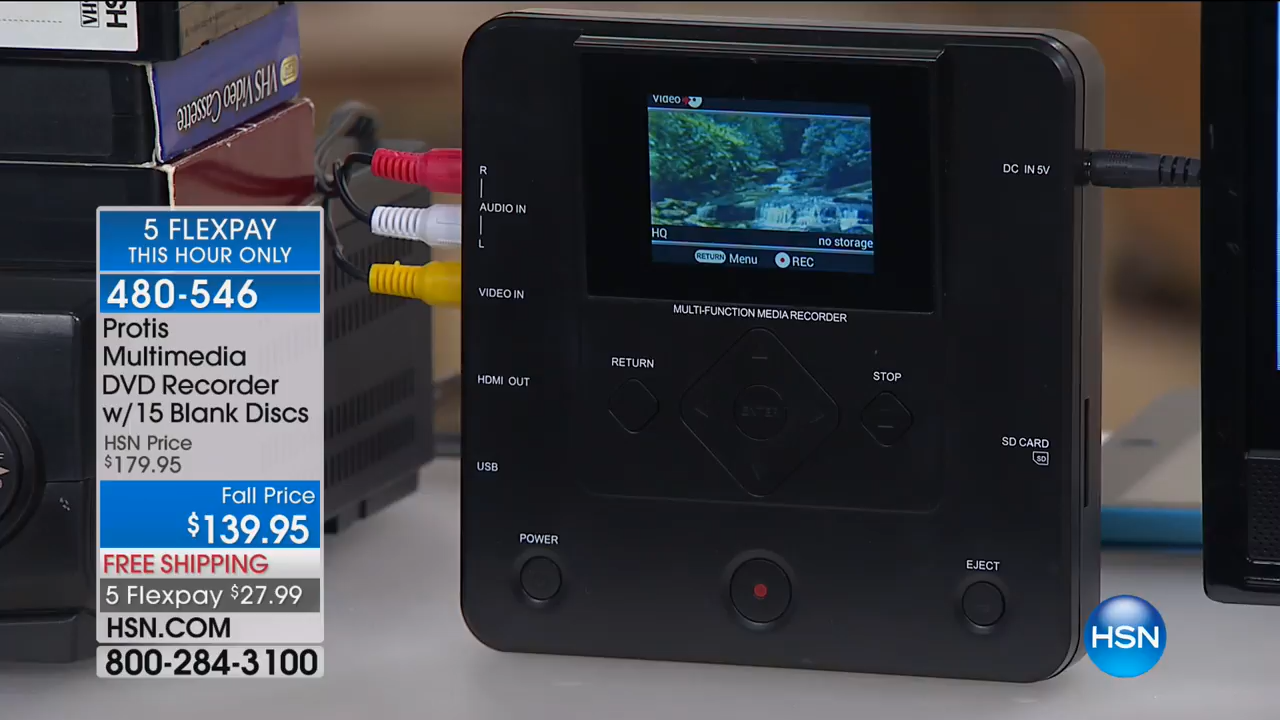 VHS
HS
VHS Video Cassette
5 FLEXPAY
THIS HOUR ONLY
480-546
Protis
Multimedia
DVD Recorder
w/15 Blank Discs
HSN Price
$179.95
Fall Price
$139.95
FREE SHIPPING
5 Flexpay $27.99
HSN.COM
800-284-3100
Video
HQ
no storage
RETURN Menu
REC
MULTI-FUNCTION MEDIA RECORDER
R
AUDIO IN
L
VIDEO IN
HDMI OUT
USB
DC IN 5V
RETURN
STOP
ENTER
SD CARD
SD
POWER
EJECT
HSN